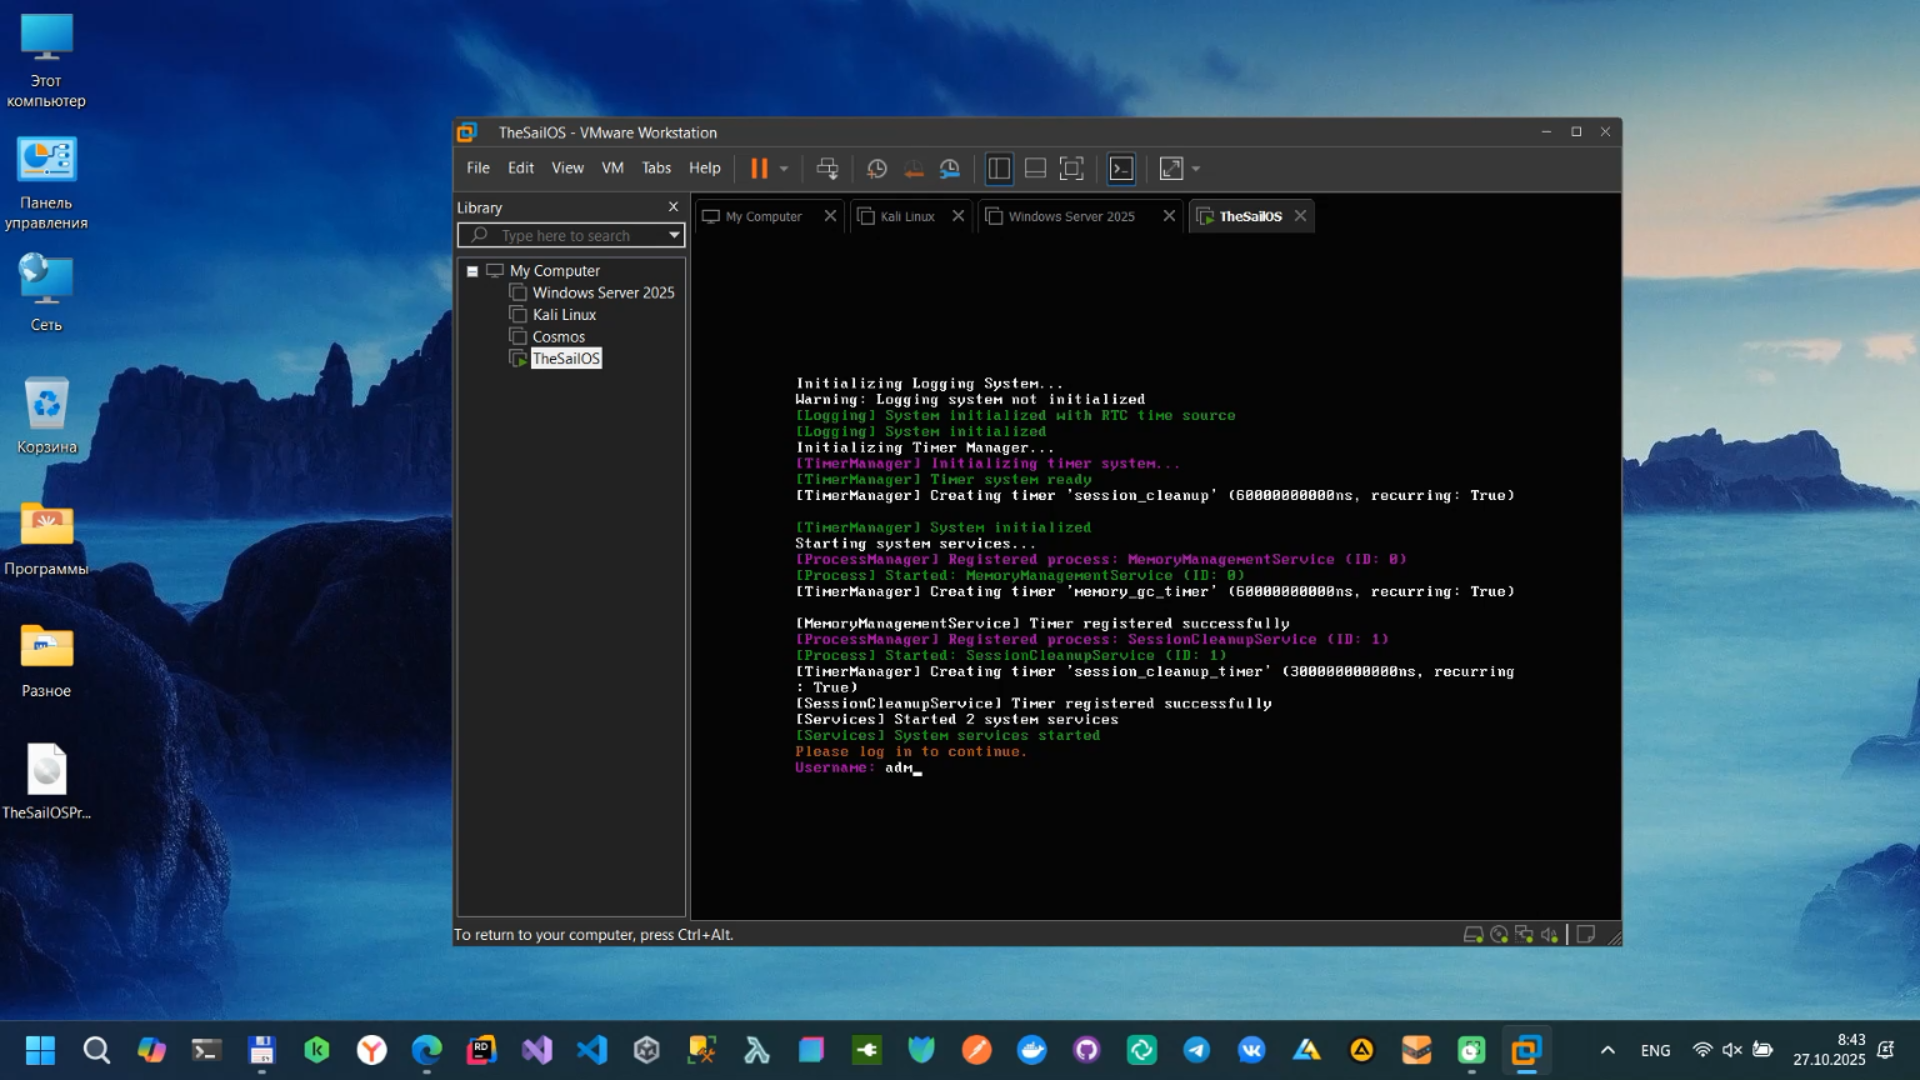 Этот
компьютер
Панель
управления
Сеть
Корзина
Программы
Разное
TheSailOSPr...
TheSailOS - VMware Workstation
File Edit View VM Tabs Help
Library
Type here to search
My Computer
Windows Server 2025
Kali Linux
Cosmos
TheSailOS
My Computer Kali Linux Windows Server 2025 TheSailOS
Initializing Logging System...
Warning: Logging system not initialized
[Logging] System initialized with RTC time source
[Logging] System initialized
Initializing Timer Manager...
[TimerManager] Initializing timer system...
[TimerManager] Timer system ready
[TimerManager] Creating timer 'session_cleanup' (60000000000ns, recurring: True)
[TimerManager] System initialized
Starting system services...
[ProcessManager] Registered process: MemoryManagementService (ID: 0)
[Process] Started: MemoryManagementService (ID: 0)
[TimerManager] Creating timer 'memory_gc_timer' (60000000000ns, recurring: True)
[MemoryManagementService] Timer registered successfully
[ProcessManager] Registered process: SessionCleanupService (ID: 1)
[Process] Started: SessionCleanupService (ID: 1)
[TimerManager] Creating timer 'session_cleanup_timer' (300000000000ns, recurring
: True)
[SessionCleanupService] Timer registered successfully
[Services] Started 2 system services
[Services] System services started
Please log in to continue.
Username: adm_
To return to your computer, press Ctrl+Alt.
RD
ENG
8:43
27.10.2025